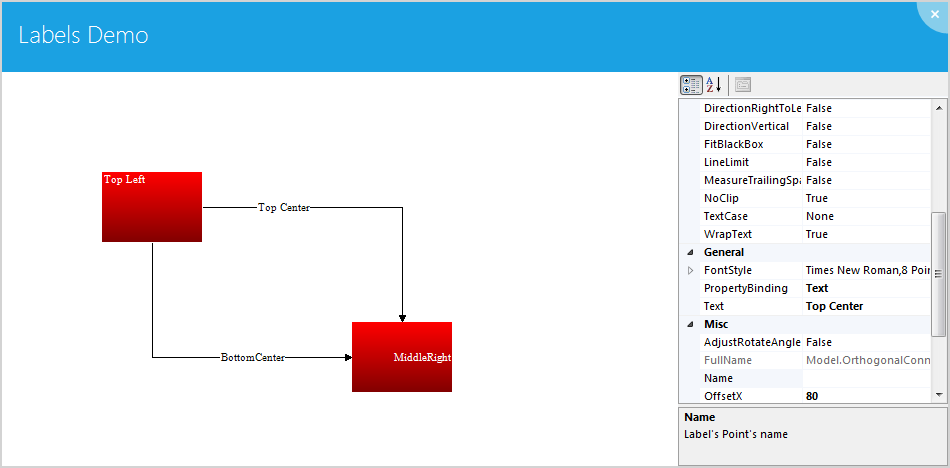 Labels Demo
Top Left
Top Center
BottomCenter
MiddleRight
DirectionRightToLe False
DirectionVertical False
FitBlackBox False
LineLimit False
MeasureTrailingSpa False
NoClip True
TextCase None
WrapText True
General
FontStyle Times New Roman,8 Poi
PropertyBinding Text
Text Top Center
Misc
AdjustRotateAngle False
FullName Model.OrthogonalConn
Name
OffsetX 80
Name
Label's Point's name